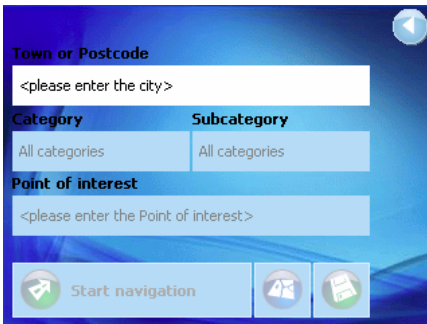 Town or Postcode
<please enter the city>
Category Subcategory
All categories All categories
Point of interest
<please enter the Point of interest>
Start navigation